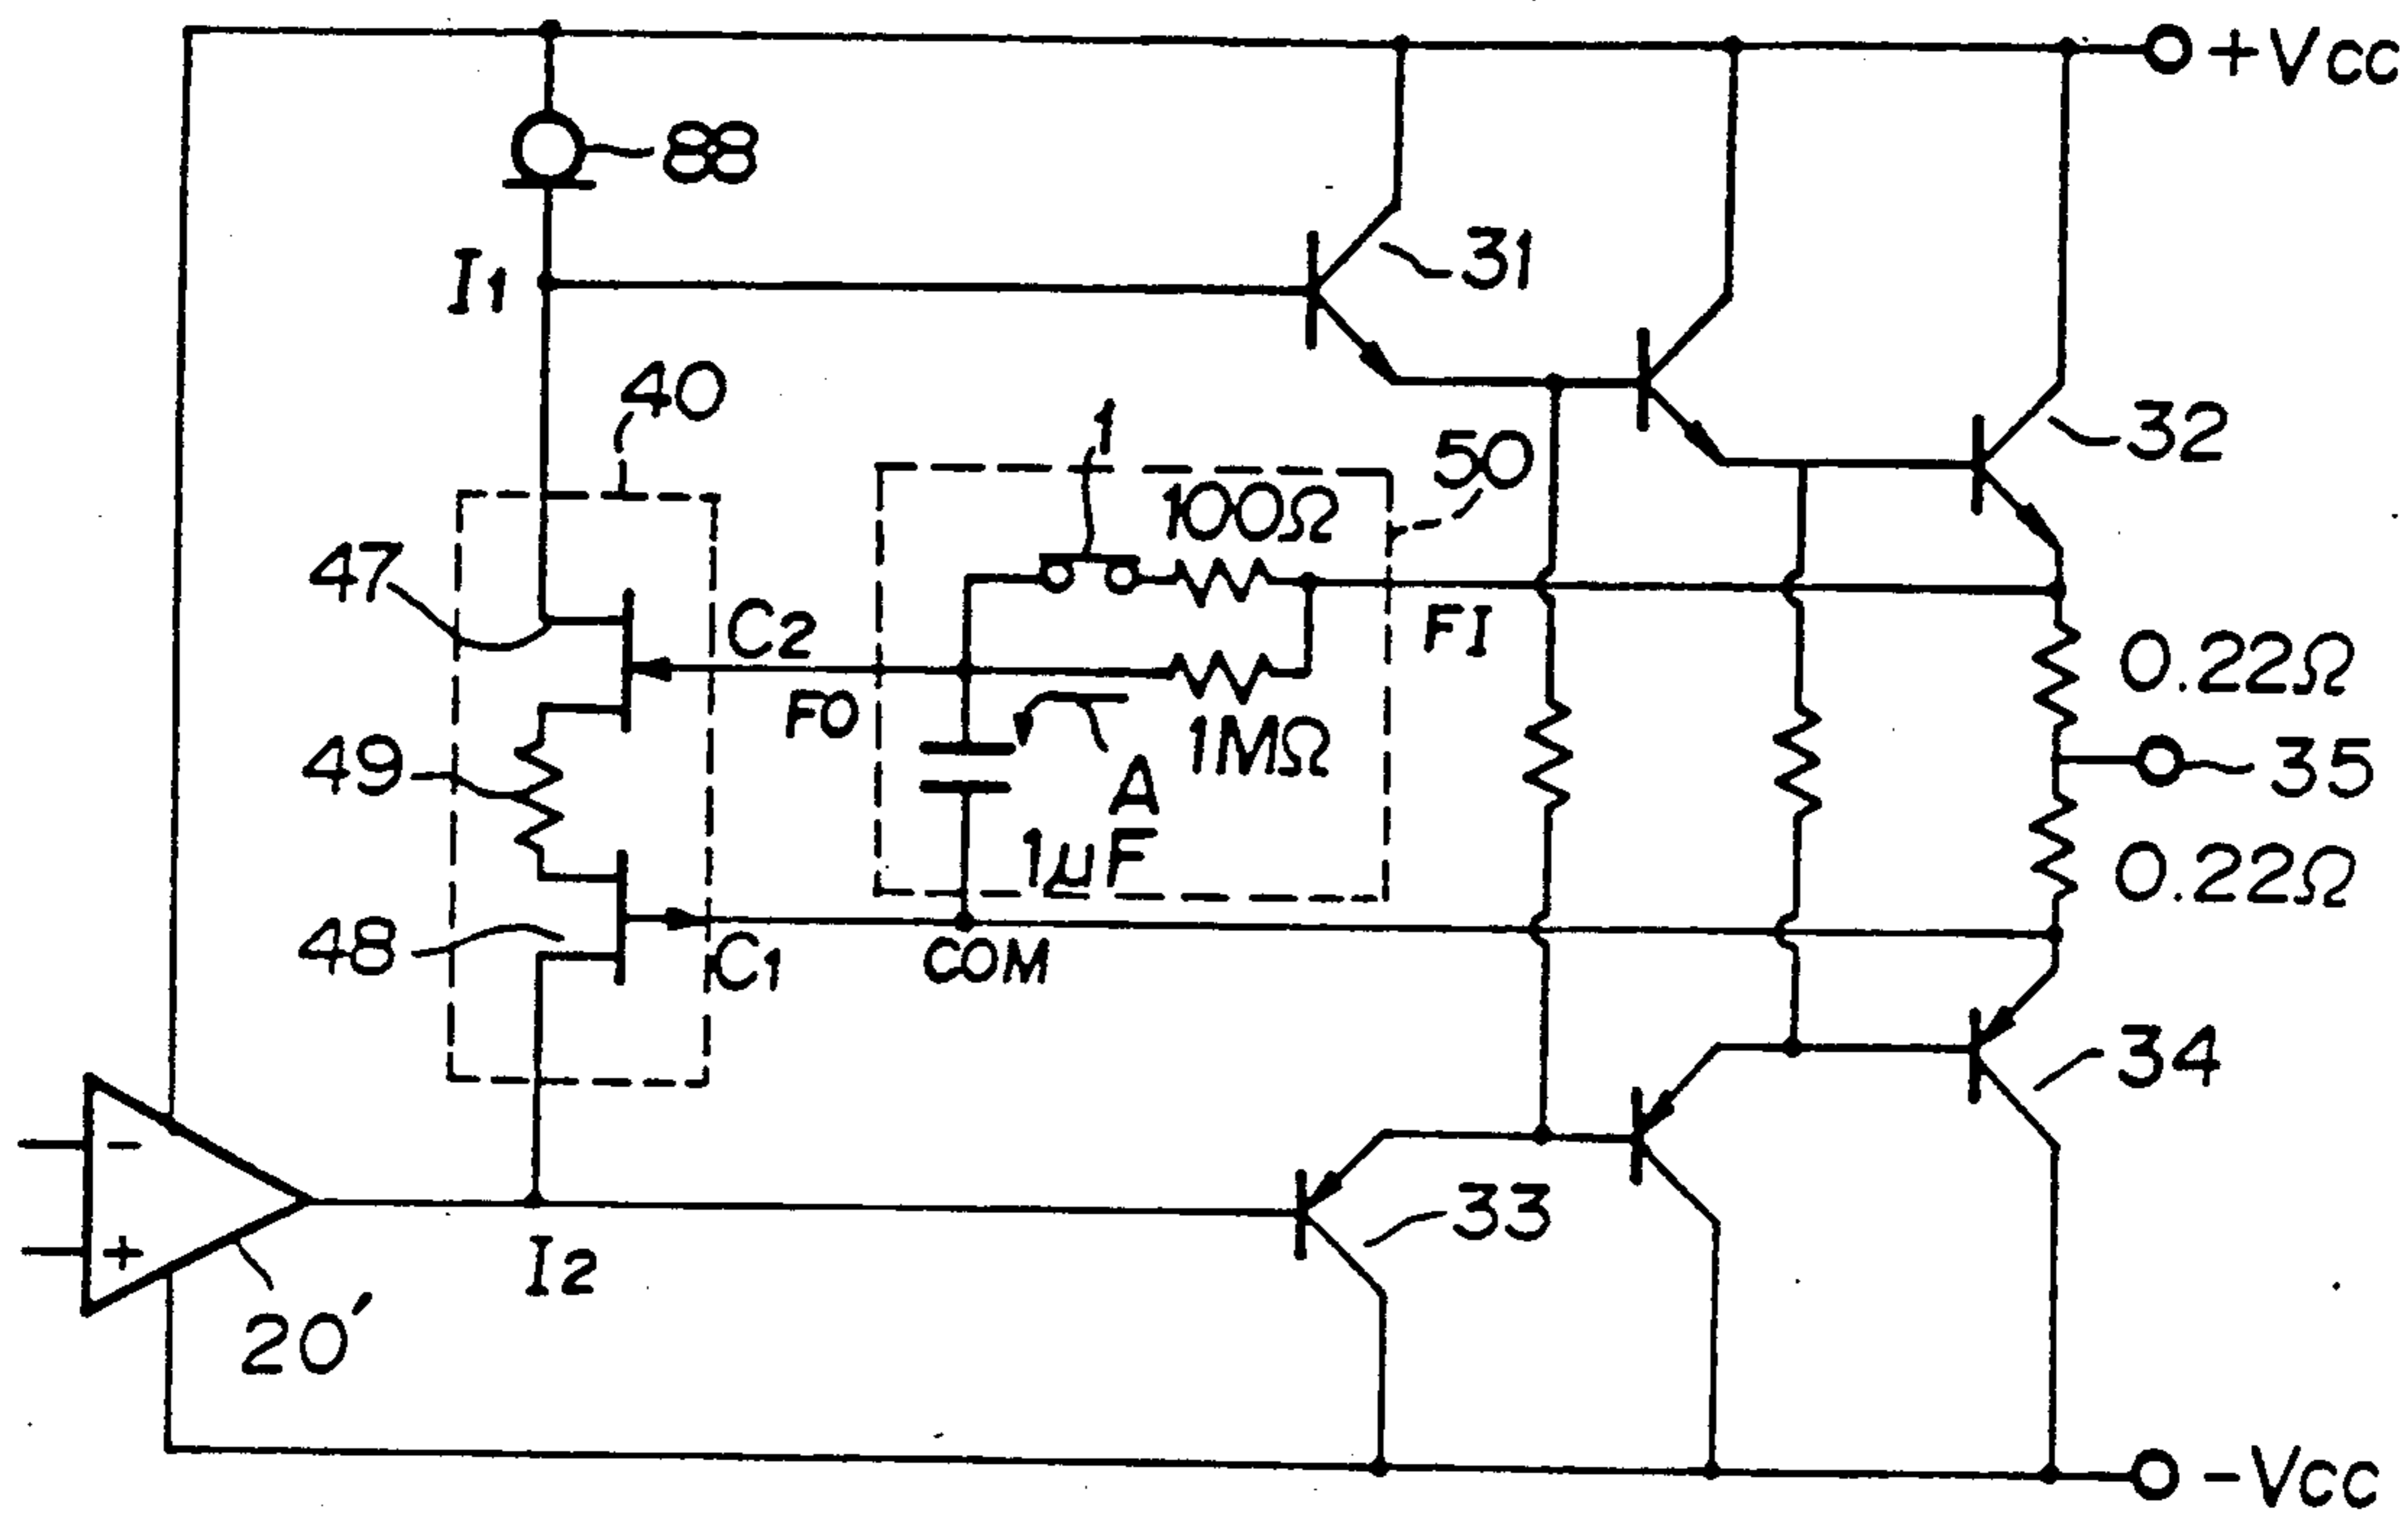 +Vcc
88
I1
31
40
1
50
32
100Ω
47
C2
FI
0.22Ω
FO
49
1MΩ
35
A
1µF
0.22Ω
48
C1
COM
34
−
33
+
I2
20′
−Vcc